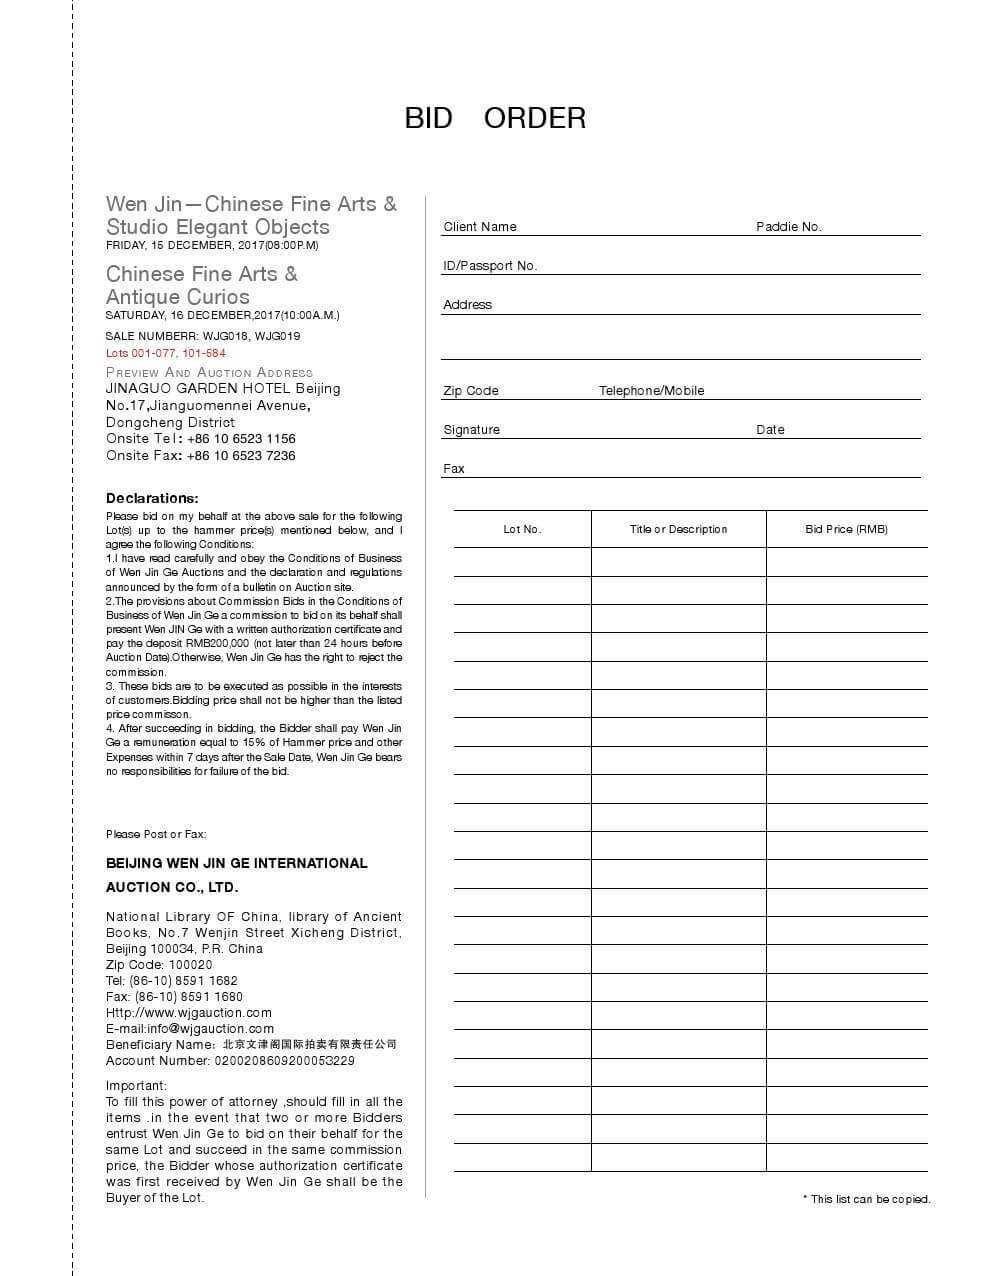 BID ORDER
Wen Jin—Chinese Fine Arts &
Studio Elegant Objects
FRIDAY, 15 DECEMBER, 2017(08:00P.M)
Chinese Fine Arts &
Antique Curios
SATURDAY, 16 DECEMBER,2017(10:00A.M.)
SALE NUMBERR: WJG018, WJG019
Lots 001-077, 101-584
PREVIEW AND AUCTION ADDRESS
JINAGUO GARDEN HOTEL Beijing
No.17,Jianguomennei Avenue,
Dongcheng District
Onsite Tel: +86 10 6523 1156
Onsite Fax: +86 10 6523 7236
Declarations:
Please bid on my behalf at the above sale for the following
Lot(s) up to the hammer price(s) mentioned below, and I
agree the following Conditions:
1.I have read carefully and obey the Conditions of Business
of Wen Jin Ge Auctions and the declaration and regulations
announced by the form of a bulletin on Auction site.
2.The provisions about Commission Bids in the Conditions of
Business of Wen Jin Ge a commission to bid on its behalf shall
present Wen JIN Ge with a written authorization certificate and
pay the deposit RMB200,000 (not later than 24 hours before
Auction Date).Otherwise, Wen Jin Ge has the right to reject the
commission.
3. These bids are to be executed as possible in the interests
of customers.Bidding price shall not be higher than the listed
price commisson.
4. After succeeding in bidding, the Bidder shall pay Wen Jin
Ge a remuneration equal to 15% of Hammer price and other
Expenses within 7 days after the Sale Date, Wen Jin Ge bears
no responsibilities for failure of the bid.
Please Post or Fax:
BEIJING WEN JIN GE INTERNATIONAL
AUCTION CO., LTD.
National Library OF China, library of Ancient
Books, No.7 Wenjin Street Xicheng District,
Beijing 100034, P.R. China
Zip Code: 100020
Tel: (86-10) 8591 1682
Fax: (86-10) 8591 1680
Http://www.wjgauction.com
E-mail:info@wjgauction.com
Beneficiary Name: 北京文津阁国际拍卖有限责任公司
Account Number: 0200208609200053229
Important:
To fill this power of attorney ,should fill in all the
items .in the event that two or more Bidders
entrust Wen Jin Ge to bid on their behalf for the
same Lot and succeed in the same commission
price, the Bidder whose authorization certificate
was first received by Wen Jin Ge shall be the
Buyer of the Lot.
Client Name Paddie No.
ID/Passport No.
Address
Zip Code Telephone/Mobile
Signature Date
Fax
Lot No. Title or Description Bid Price (RMB)
* This list can be copied.